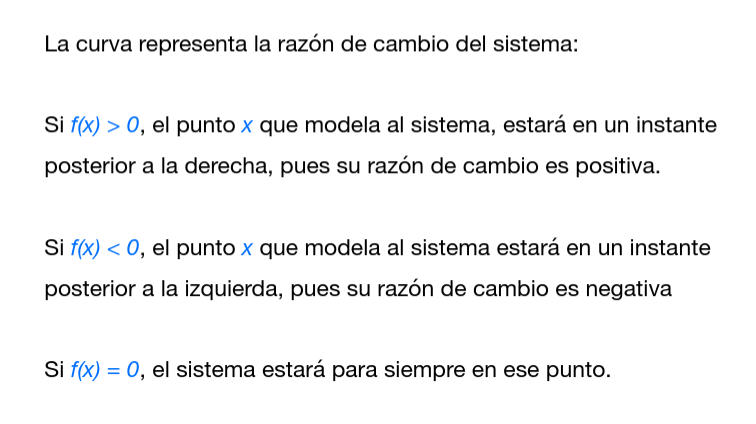 La curva representa la razón de cambio del sistema:
Si f(x) > 0, el punto x que modela al sistema, estará en un instante
posterior a la derecha, pues su razón de cambio es positiva.
Si f(x) < 0, el punto x que modela al sistema estará en un instante
posterior a la izquierda, pues su razón de cambio es negativa
Si f(x) = 0, el sistema estará para siempre en ese punto.